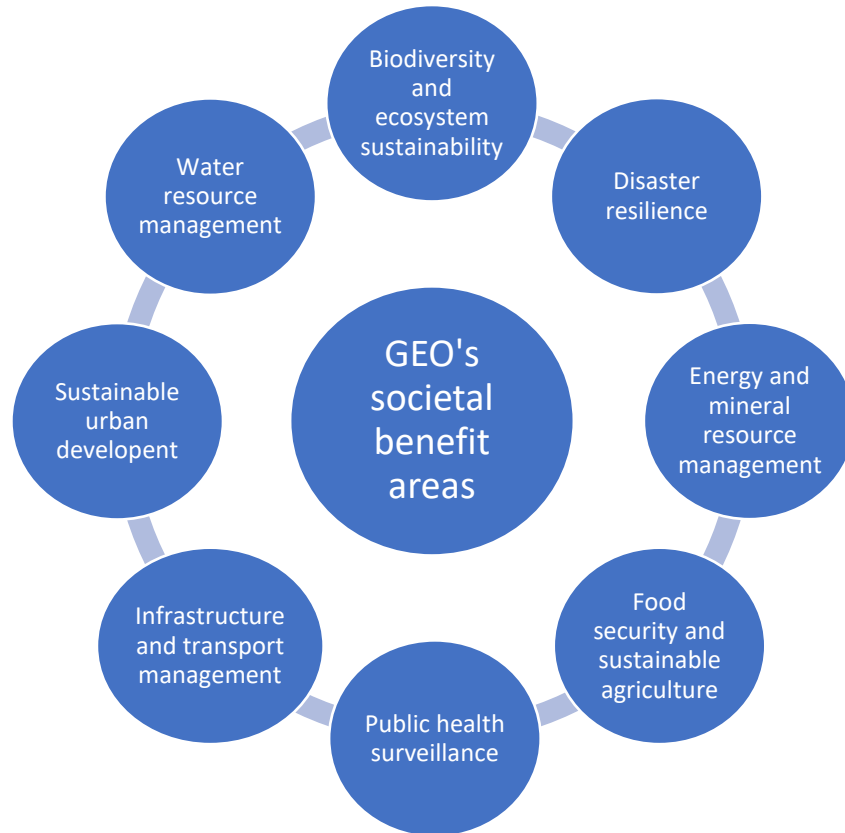 Biodiversity
and
ecosystem
sustainability
Disaster
resilience
Energy and
mineral
resource
management
Food
security and
sustainable
agriculture
Public health
surveillance
Infrastructure
and transport
management
Sustainable
urban
developent
Water
resource
management
GEO's
societal
benefit
areas